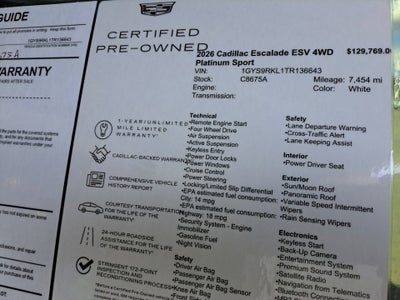 GUIDE
1GYS9RKL1TR136643
675A
WARRANTY
WARRANTY
CERTIFIED
PRE-OWNED
2026 Cadillac Escalade ESV 4WD
Platinum Sport
$129,769.00
VIN: 1GYS9RKL1TR136643
Stock: C8675A
Engine:
Transmission:
Mileage: 7,454 mi
Color: White
1-YEAR/UNLIMITED
MILE LIMITED
WARRANTY
CADILLAC-BACKED WARRANTY
COMPREHENSIVE VEHICLE
HISTORY REPORT
COURTESY TRANSPORTATION
FOR THE LIFE OF THE
WARRANTY
24-HOUR ROADSIDE
ASSISTANCE FOR THE LIFE
OF THE WARRANTY
STRINGENT 172-POINT
INSPECTION AND
RECONDITIONING
PROCESS
Technical
•Remote Engine Start
•Four Wheel Drive
•Air Suspension
•Active Suspension
•Keyless Entry
•Power Door Locks
•Power Windows
•Cruise Control
•Power Steering
•Locking/Limited Slip Differential
•EPA estimated fuel consumption:
City: 14 mpg
•EPA estimated fuel consumption:
Highway: 18 mpg
•Security System - Engine
Immobilizer
•Gasoline Fuel
•Night Vision
Safety
•Driver Air Bag
•Passenger Air Bag
•Knee Air Bag
Safety
•Lane Departure Warning
•Cross-Traffic Alert
•Lane Keeping Assist
Interior
•Power Driver Seat
Exterior
•Sun/Moon Roof
•Panoramic Roof
•Variable Speed Intermittent
Wipers
•Rain Sensing Wipers
Electronics
•Keyless Start
•Back-Up Camera
•Entertainment System
•Premium Sound System
•Satellite Radio
•Navigation